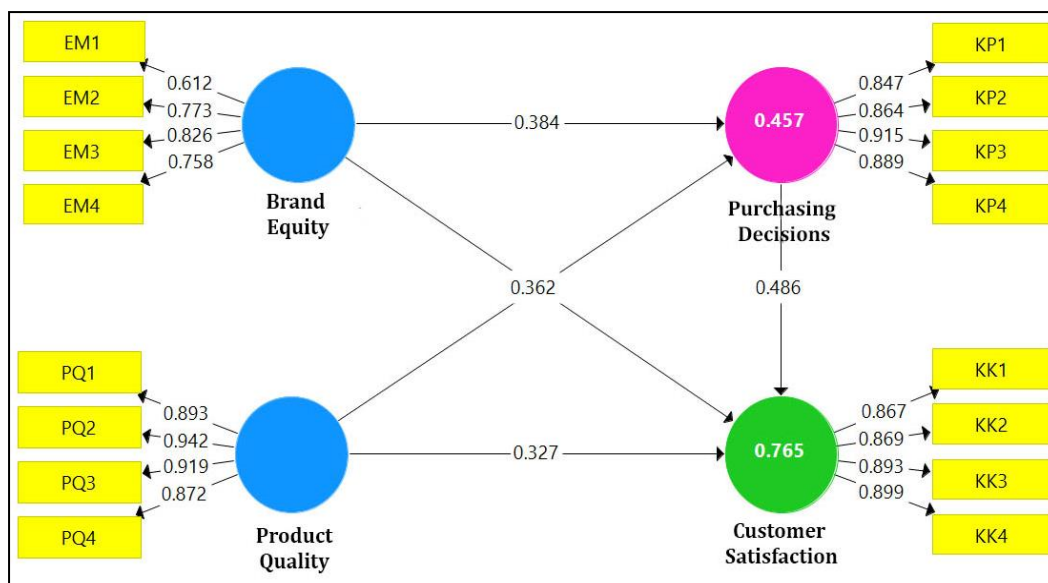 EM1
EM2
EM3
EM4
0.612
0.773
0.826
0.758
Brand
Equity
0.384
0.457
Purchasing
Decisions
0.847
0.864
0.915
0.889
KP1
KP2
KP3
KP4
0.362
0.486
PQ1
PQ2
PQ3
PQ4
0.893
0.942
0.919
0.872
Product
Quality
0.327
0.765
Customer
Satisfaction
0.867
0.869
0.893
0.899
KK1
KK2
KK3
KK4